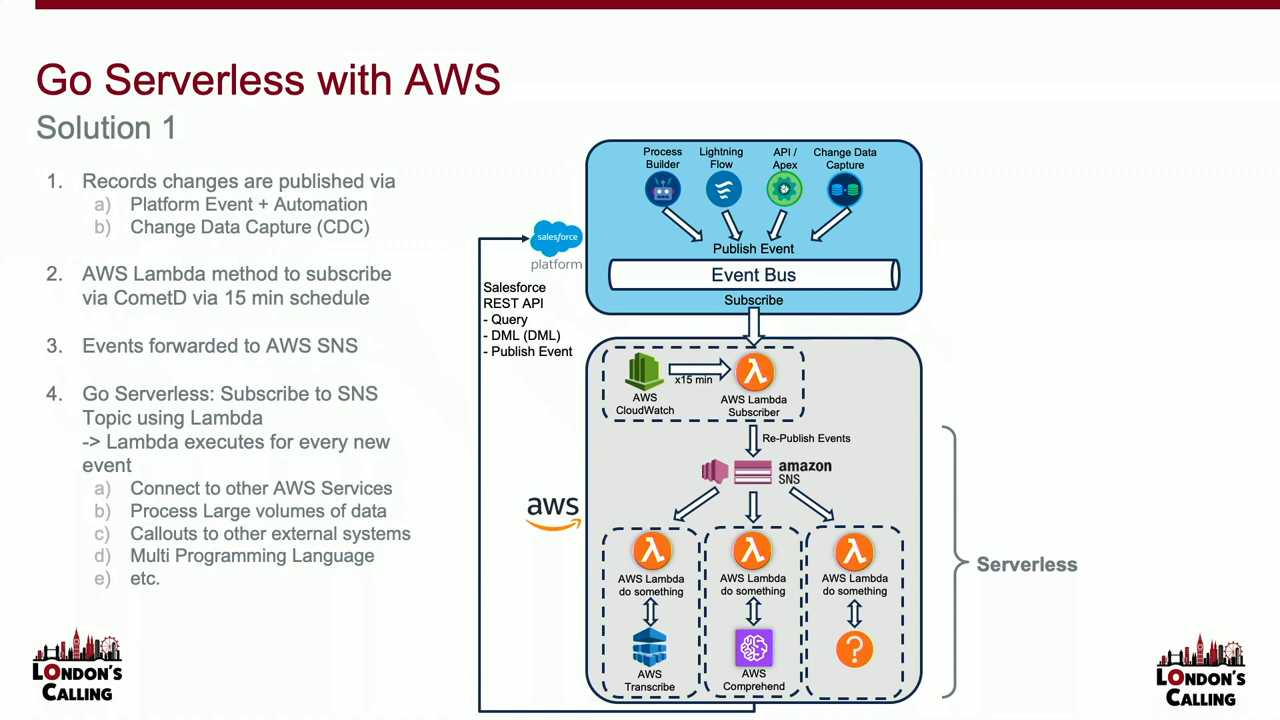 Go Serverless with AWS
Solution 1
1. Records changes are published via
a) Platform Event + Automation
b) Change Data Capture (CDC)
2. AWS Lambda method to subscribe
via CometD via 15 min schedule
3. Events forwarded to AWS SNS
4. Go Serverless: Subscribe to SNS
Topic using Lambda
-> Lambda executes for every new
event
a) Connect to other AWS Services
b) Process Large volumes of data
c) Callouts to other external systems
d) Multi Programming Language
e) etc.
Process
Builder
Lightning
Flow
API /
Apex
Change Data
Capture
Publish Event
Event Bus
Subscribe
salesforce
platform
Salesforce
REST API
- Query
- DML (DML)
- Publish Event
x15 min
AWS
CloudWatch
AWS Lambda
Subscriber
Re-Publish Events
amazon
SNS
aws
AWS Lambda
do something
AWS Lambda
do something
AWS Lambda
do something
AWS
Transcribe
AWS
Comprehend
?
Serverless
LONDON'S
CALLING
LONDON'S
CALLING